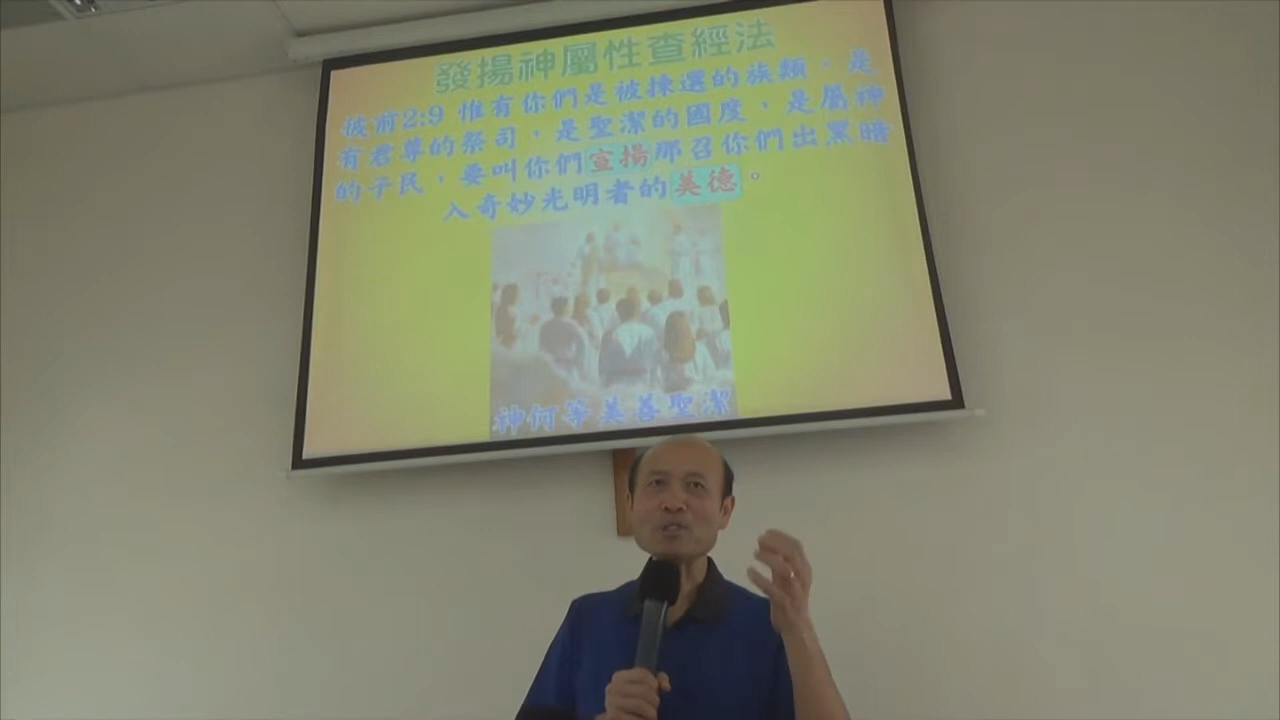 發揚神屬性查經法
彼前2:9 惟有你們是被揀選的族類，是
有君尊的祭司，是聖潔的國度，是屬神
的子民，要叫你們宣揚那召你們出黑暗
入奇妙光明者的美德。
神何等美善聖潔